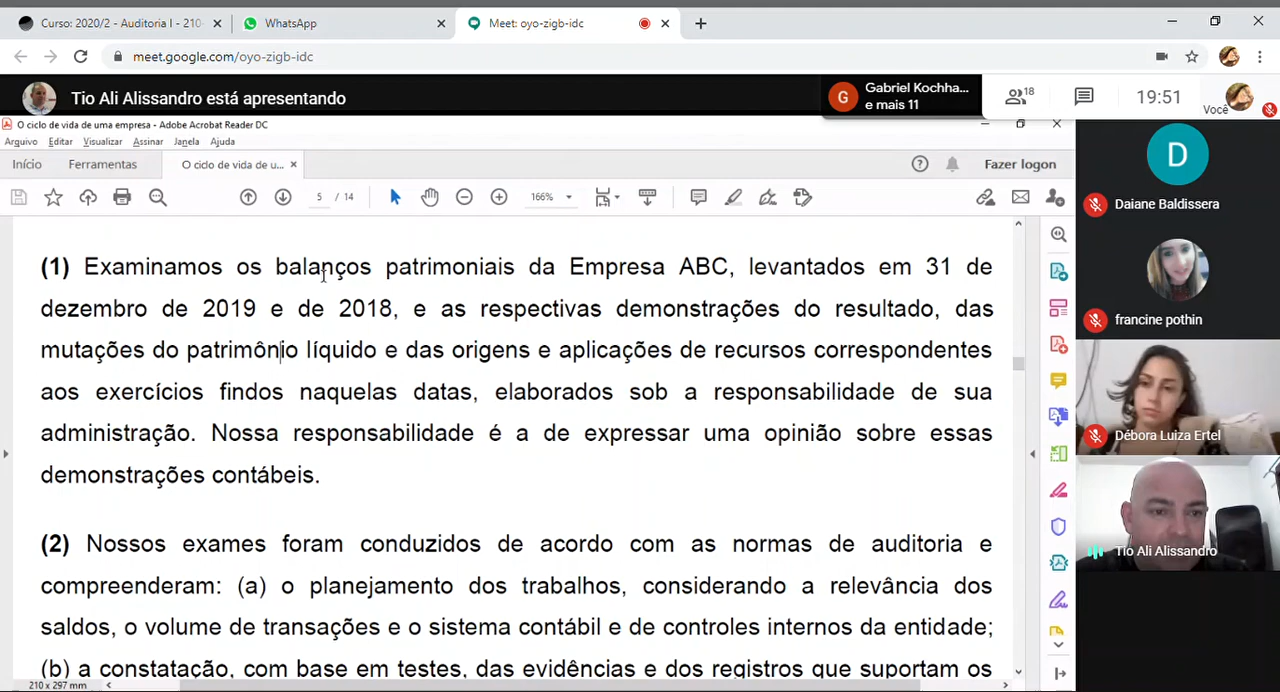 Curso: 2020/2 - Auditoria I - 210
WhatsApp
Meet: oyo-zigb-idc
meet.google.com/oyo-zigb-idc
Tio Ali Alissandro está apresentando
G
Gabriel Kochha...
e mais 11
18
19:51
Você
O ciclo de vida de uma empresa - Adobe Acrobat Reader DC
Arquivo Editar Visualizar Assinar Janela Ajuda
Início Ferramentas O ciclo de vida de u... Fazer logon
5 / 14 166%
(1) Examinamos os balanços patrimoniais da Empresa ABC, levantados em 31 de
dezembro de 2019 e de 2018, e as respectivas demonstrações do resultado, das
mutações do patrimônio líquido e das origens e aplicações de recursos correspondentes
aos exercícios findos naquelas datas, elaborados sob a responsabilidade de sua
administração. Nossa responsabilidade é a de expressar uma opinião sobre essas
demonstrações contábeis.
(2) Nossos exames foram conduzidos de acordo com as normas de auditoria e
compreenderam: (a) o planejamento dos trabalhos, considerando a relevância dos
saldos, o volume de transações e o sistema contábil e de controles internos da entidade;
(b) a constatação, com base em testes, das evidências e dos registros que suportam os
210 x 297 mm
D
Daiane Baldissera
francine pothin
Débora Luiza Ertel
Tio Ali Alissandro